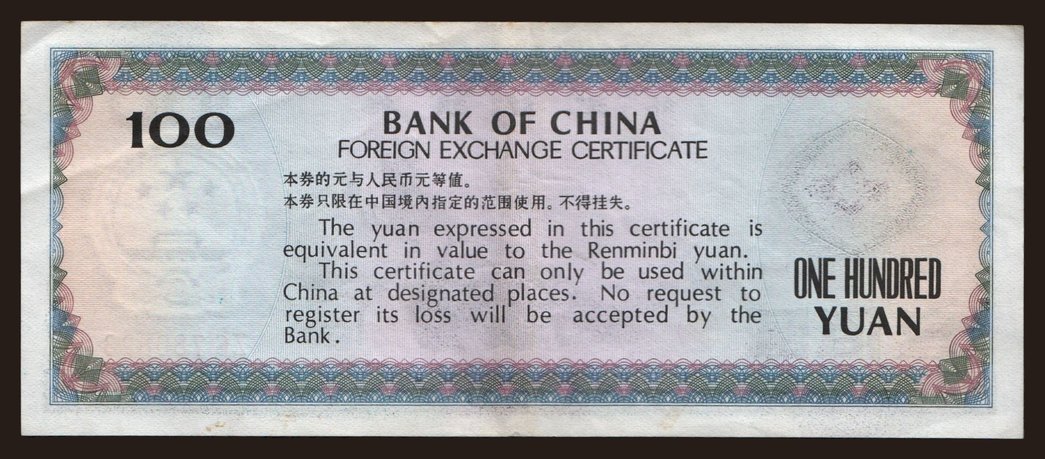 100
BANK OF CHINA
FOREIGN EXCHANGE CERTIFICATE
本券的元与人民币元等值。
本券只限在中国境内指定的范围使用。不得挂失。
The yuan expressed in this certificate is
equivalent in value to the Renminbi yuan.
This certificate can only be used within
China at designated places. No request to
register its loss will be accepted by the
Bank.
ONE HUNDRED
YUAN